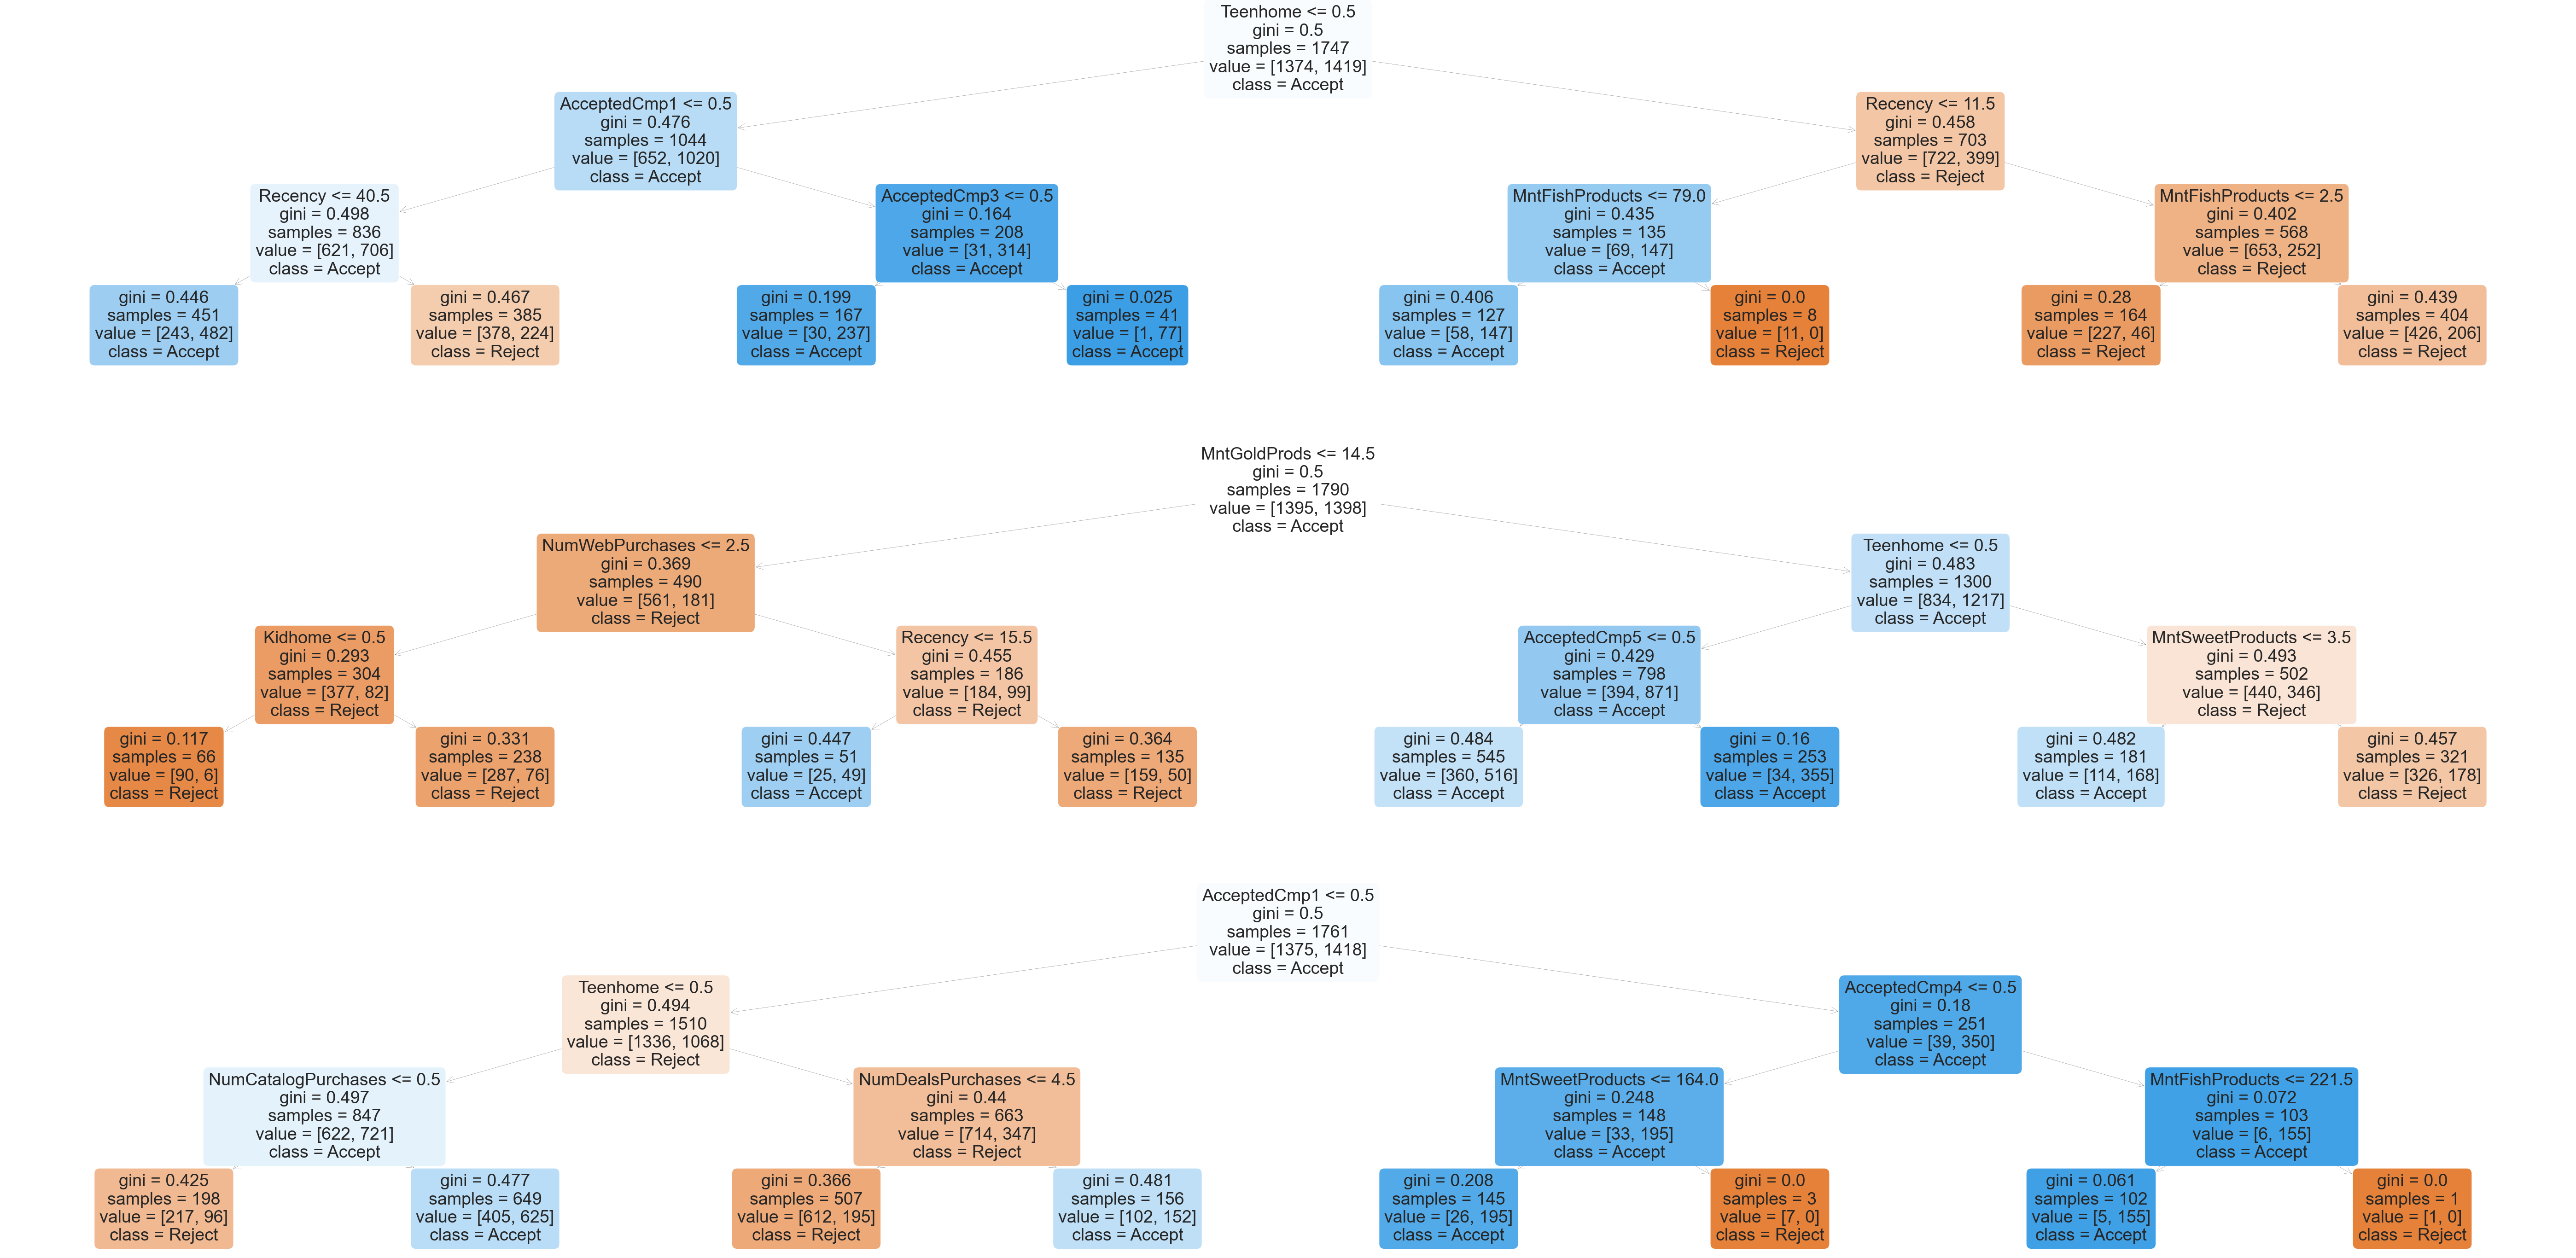 Teenhome <= 0.5
gini = 0.5
samples = 1747
value = [1374, 1419]
class = Accept
AcceptedCmp1 <= 0.5
gini = 0.476
samples = 1044
value = [652, 1020]
class = Accept
Recency <= 11.5
gini = 0.458
samples = 703
value = [722, 399]
class = Reject
Recency <= 40.5
gini = 0.498
samples = 836
value = [621, 706]
class = Accept
AcceptedCmp3 <= 0.5
gini = 0.164
samples = 208
value = [31, 314]
class = Accept
MntFishProducts <= 79.0
gini = 0.435
samples = 135
value = [69, 147]
class = Accept
MntFishProducts <= 2.5
gini = 0.402
samples = 568
value = [653, 252]
class = Reject
gini = 0.446
samples = 451
value = [243, 482]
class = Accept
gini = 0.467
samples = 385
value = [378, 224]
class = Reject
gini = 0.199
samples = 167
value = [30, 237]
class = Accept
gini = 0.025
samples = 41
value = [1, 77]
class = Accept
gini = 0.406
samples = 127
value = [58, 147]
class = Accept
gini = 0.0
samples = 8
value = [11, 0]
class = Reject
gini = 0.28
samples = 164
value = [227, 46]
class = Reject
gini = 0.439
samples = 404
value = [426, 206]
class = Reject
MntGoldProds <= 14.5
gini = 0.5
samples = 1790
value = [1395, 1398]
class = Accept
NumWebPurchases <= 2.5
gini = 0.369
samples = 490
value = [561, 181]
class = Reject
Teenhome <= 0.5
gini = 0.483
samples = 1300
value = [834, 1217]
class = Accept
Kidhome <= 0.5
gini = 0.293
samples = 304
value = [377, 82]
class = Reject
Recency <= 15.5
gini = 0.455
samples = 186
value = [184, 99]
class = Reject
AcceptedCmp5 <= 0.5
gini = 0.429
samples = 798
value = [394, 871]
class = Accept
MntSweetProducts <= 3.5
gini = 0.493
samples = 502
value = [440, 346]
class = Reject
gini = 0.117
samples = 66
value = [90, 6]
class = Reject
gini = 0.331
samples = 238
value = [287, 76]
class = Reject
gini = 0.447
samples = 51
value = [25, 49]
class = Accept
gini = 0.364
samples = 135
value = [159, 50]
class = Reject
gini = 0.484
samples = 545
value = [360, 516]
class = Accept
gini = 0.16
samples = 253
value = [34, 355]
class = Accept
gini = 0.482
samples = 181
value = [114, 168]
class = Accept
gini = 0.457
samples = 321
value = [326, 178]
class = Reject
AcceptedCmp1 <= 0.5
gini = 0.5
samples = 1761
value = [1375, 1418]
class = Accept
Teenhome <= 0.5
gini = 0.494
samples = 1510
value = [1336, 1068]
class = Reject
AcceptedCmp4 <= 0.5
gini = 0.18
samples = 251
value = [39, 350]
class = Accept
NumCatalogPurchases <= 0.5
gini = 0.497
samples = 847
value = [622, 721]
class = Accept
NumDealsPurchases <= 4.5
gini = 0.44
samples = 663
value = [714, 347]
class = Reject
MntSweetProducts <= 164.0
gini = 0.248
samples = 148
value = [33, 195]
class = Accept
MntFishProducts <= 221.5
gini = 0.072
samples = 103
value = [6, 155]
class = Accept
gini = 0.425
samples = 198
value = [217, 96]
class = Reject
gini = 0.477
samples = 649
value = [405, 625]
class = Accept
gini = 0.366
samples = 507
value = [612, 195]
class = Reject
gini = 0.481
samples = 156
value = [102, 152]
class = Accept
gini = 0.208
samples = 145
value = [26, 195]
class = Accept
gini = 0.0
samples = 3
value = [7, 0]
class = Reject
gini = 0.061
samples = 102
value = [5, 155]
class = Accept
gini = 0.0
samples = 1
value = [1, 0]
class = Reject